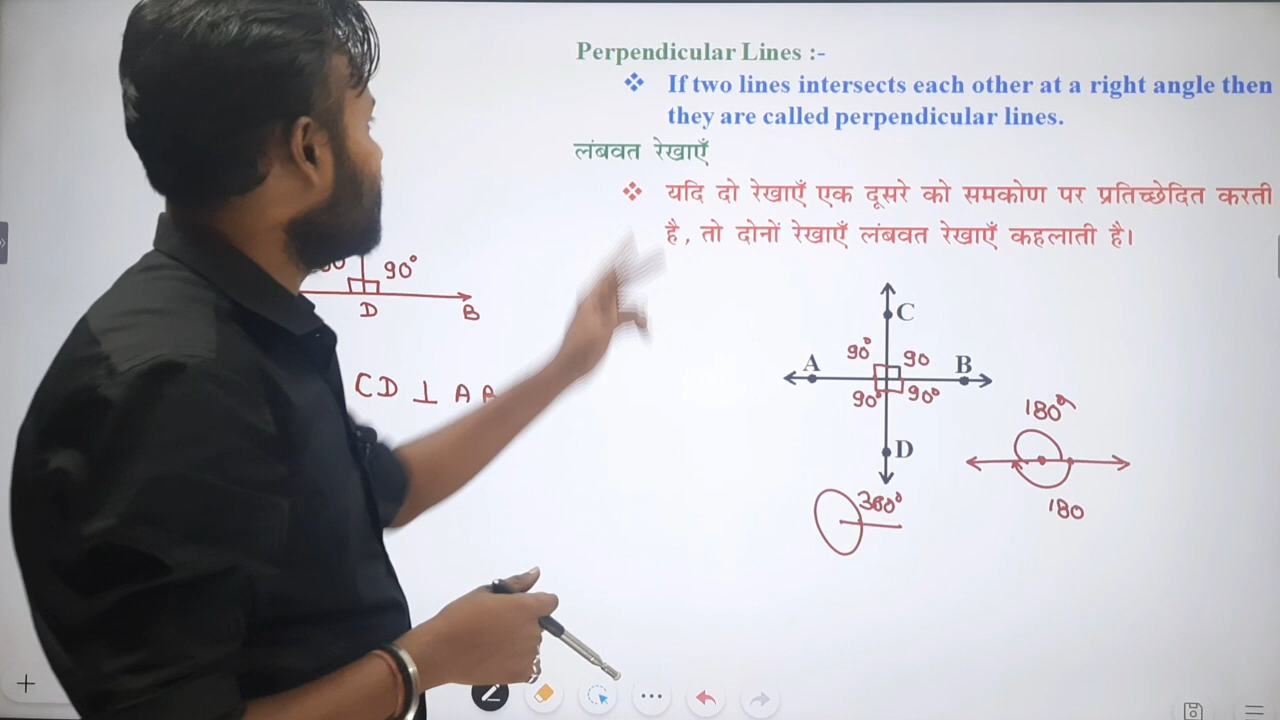 Perpendicular Lines :-
❖ If two lines intersects each other at a right angle then
they are called perpendicular lines.
लंबवत रेखाएँ
❖ यदि दो रेखाएँ एक दूसरे को समकोण पर प्रतिच्छेदित करती
है, तो दोनों रेखाएँ लंबवत रेखाएँ कहलाती है।
90°
D B
CD ⊥ A
C
90° 90
A B
90° 90°
D
180°
360°
180